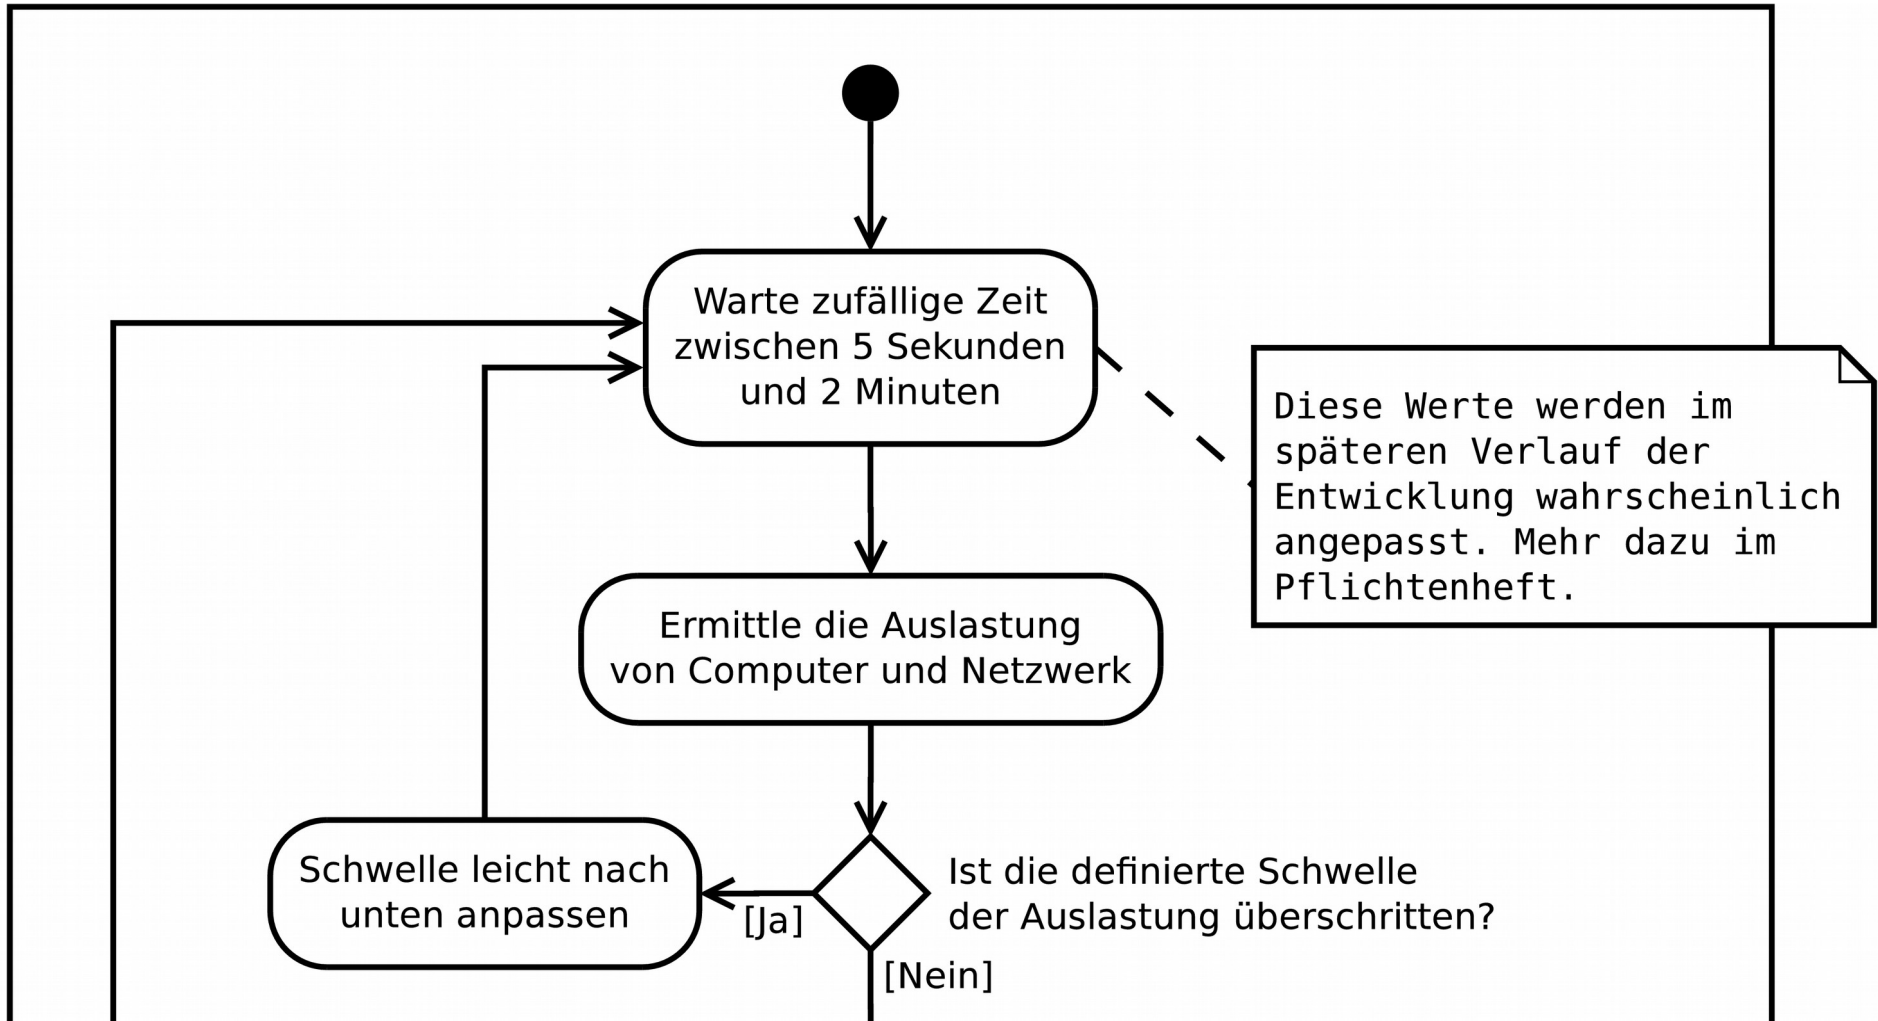 Warte zufällige Zeit
zwischen 5 Sekunden
und 2 Minuten
Diese Werte werden im
späteren Verlauf der
Entwicklung wahrscheinlich
angepasst. Mehr dazu im
Pflichtenheft.
Ermittle die Auslastung
von Computer und Netzwerk
Schwelle leicht nach
unten anpassen
[Ja]
Ist die definierte Schwelle
der Auslastung überschritten?
[Nein]